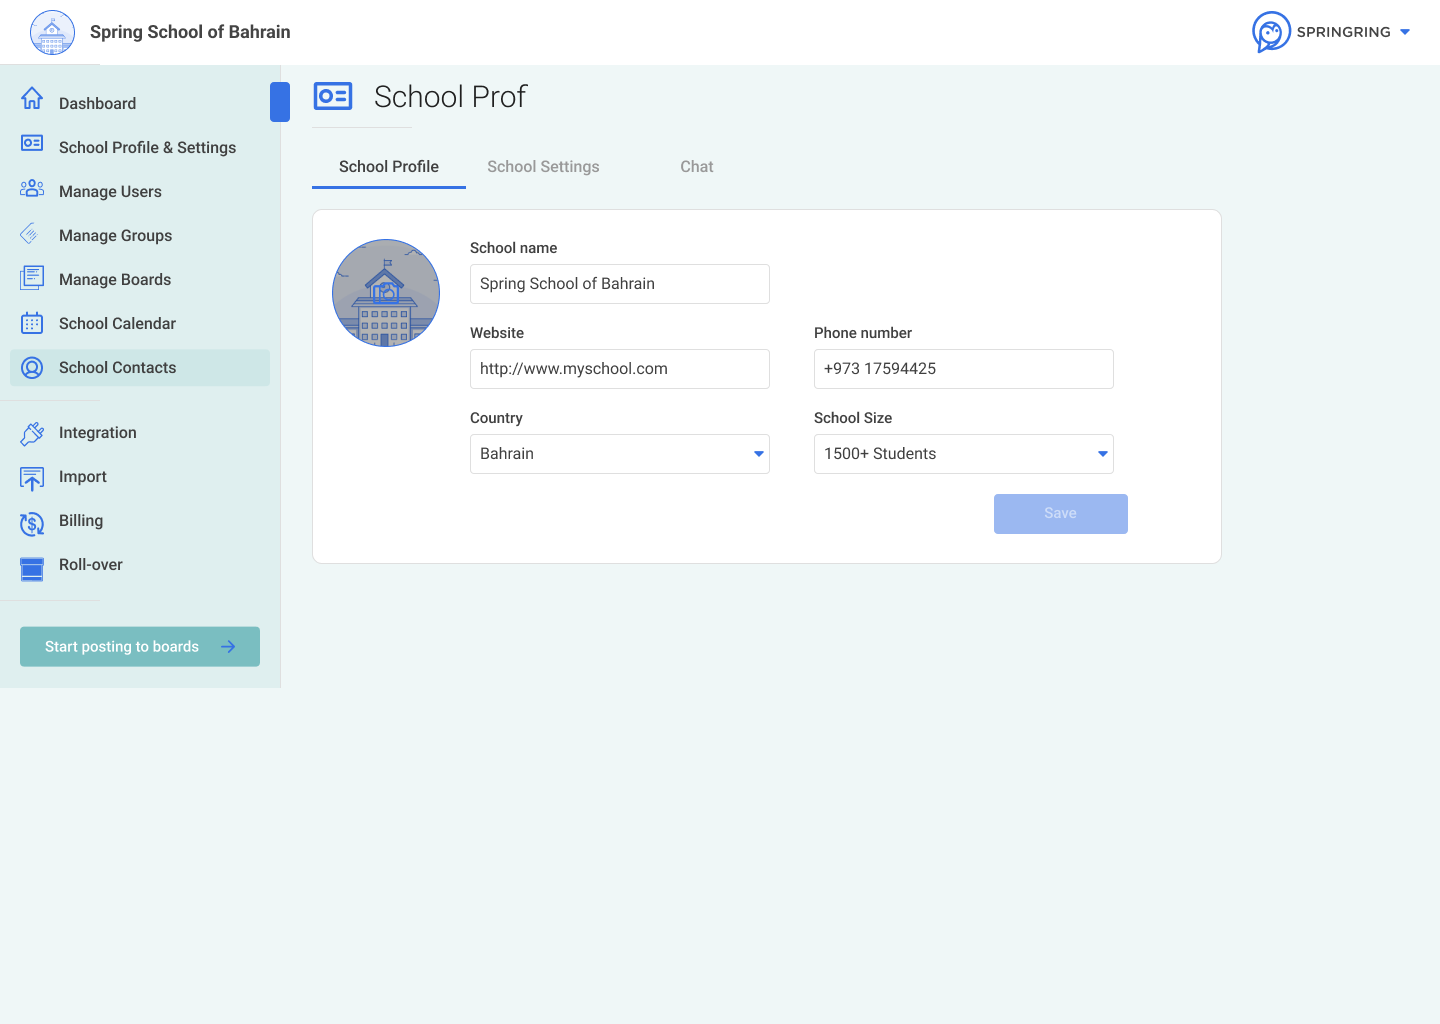 Spring School of Bahrain
SPRINGRING
Dashboard
School Profile & Settings
Manage Users
Manage Groups
Manage Boards
School Calendar
School Contacts
Integration
Import
Billing
Roll-over
Start posting to boards
School Prof
School Profile
School Settings
Chat
School name
Spring School of Bahrain
Website
Phone number
http://www.myschool.com
+973 17594425
Country
School Size
Bahrain
1500+ Students
Save